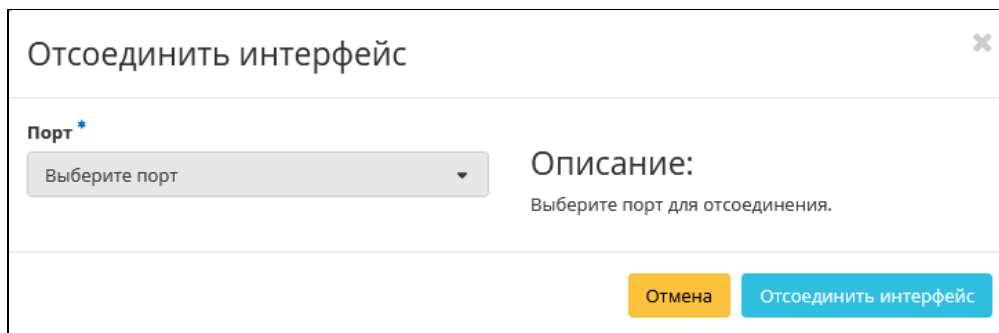 Отсоединить интерфейс
Порт *
Выберите порт
Описание:
Выберите порт для отсоединения.
Отмена
Отсоединить интерфейс